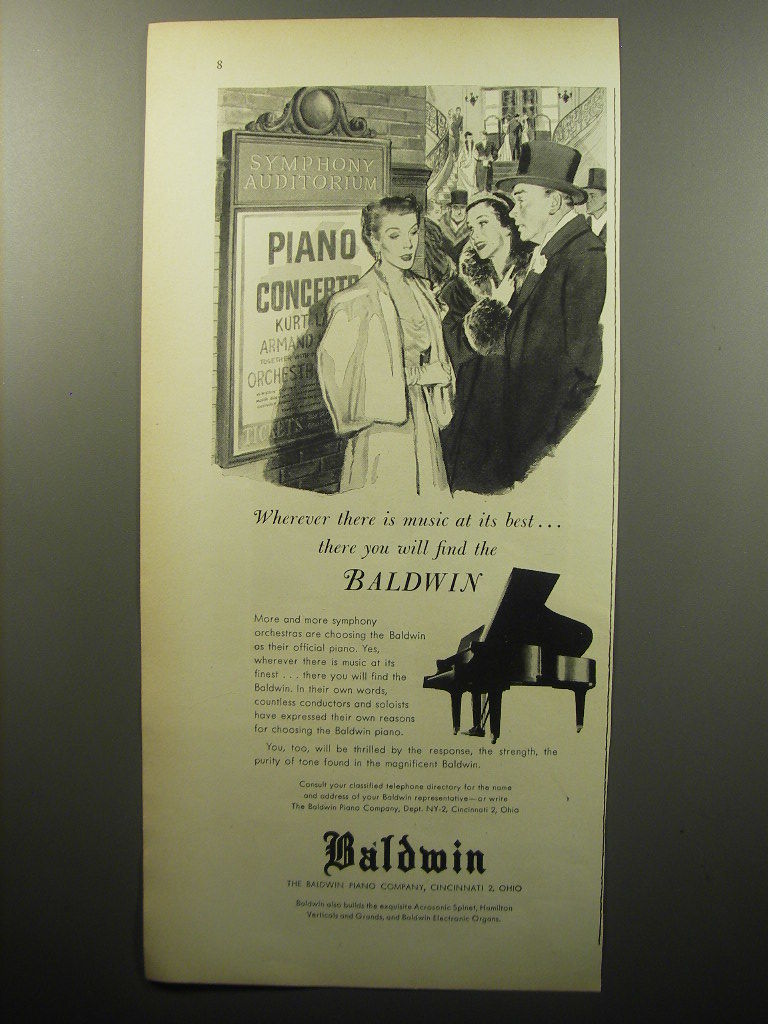 8
SYMPHONY
AUDITORIUM
PIANO
CONCERTO
KURT
ARMAND
TOGETHER WITH
ORCHEST
TICKETS
Wherever there is music at its best...
there you will find the
BALDWIN
More and more symphony
orchestras are choosing the Baldwin
as their official piano. Yes,
wherever there is music at its
finest . . . there you will find the
Baldwin. In their own words,
countless conductors and soloists
have expressed their own reasons
for choosing the Baldwin piano.
You, too, will be thrilled by the response, the strength, the
purity of tone found in the magnificent Baldwin.
Consult your classified telephone directory for the name
and address of your Baldwin representative—or write
The Baldwin Piano Company, Dept. NY-2, Cincinnati 2, Ohio
Baldwin
THE BALDWIN PIANO COMPANY, CINCINNATI 2, OHIO
Baldwin also builds the exquisite Acrosonic Spinet, Hamilton
Verticals and Grands, and Baldwin Electronic Organs.